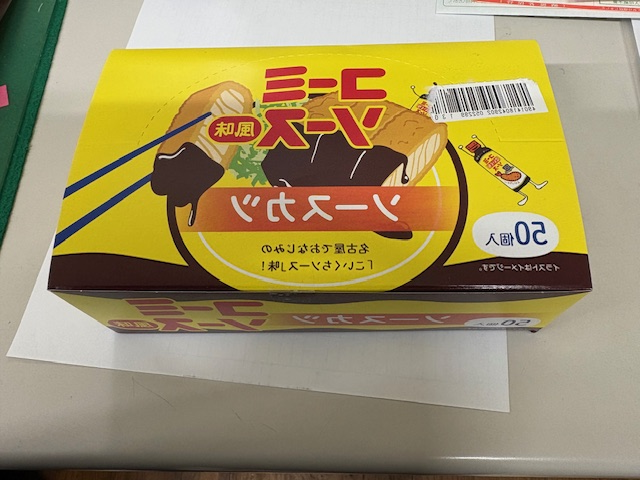 コーミ
ソース風味
ソースカツ
名古屋でおなじみの
「こいくちソース」味!
50個入
イラストはイメージです。
コーミ
ソース風味
ソースカツ
50個入